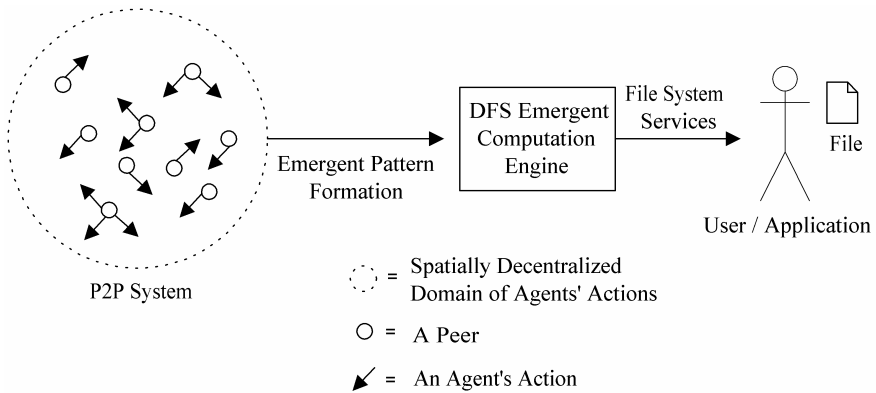 P2P System
Emergent Pattern
Formation
DFS Emergent
Computation
Engine
File System
Services
File
User / Application
= Spatially Decentralized
Domain of Agents' Actions
= A Peer
= An Agent's Action